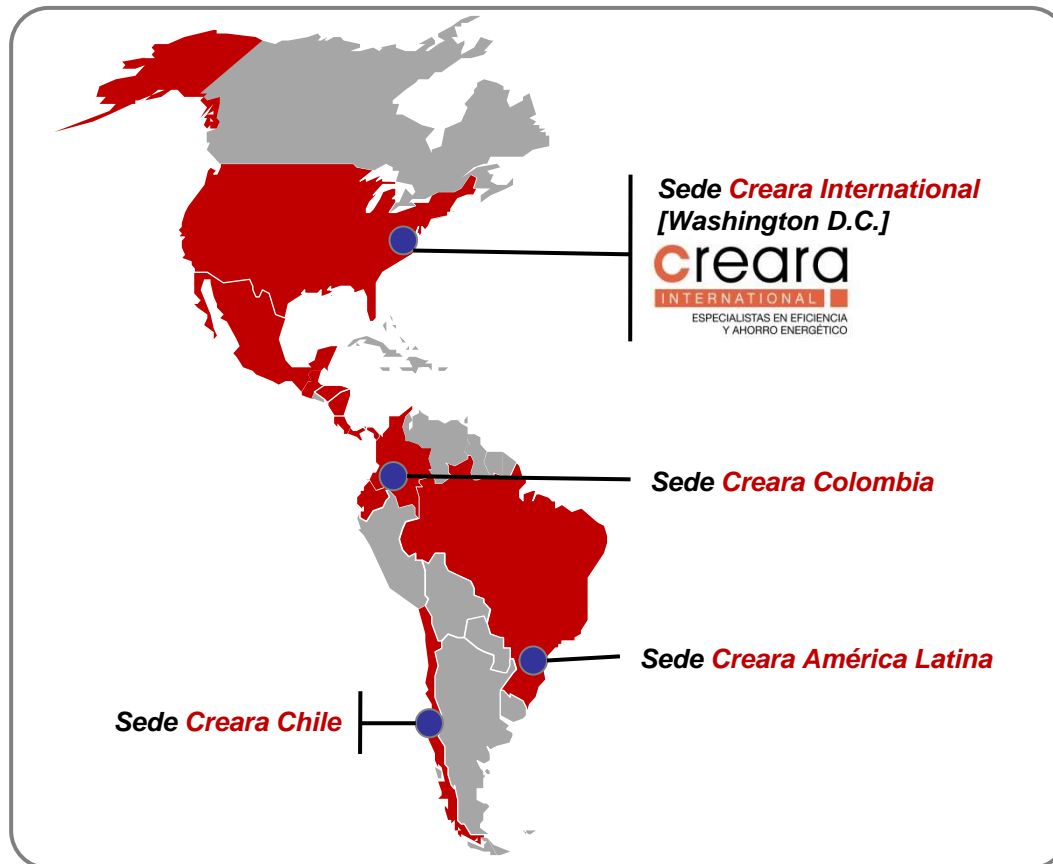 Sede Creara International
[Washington D.C.]
creara
INTERNATIONAL
ESPECIALISTAS EN EFICIENCIA
Y AHORRO ENERGÉTICO
Sede Creara Colombia
Sede Creara América Latina
Sede Creara Chile